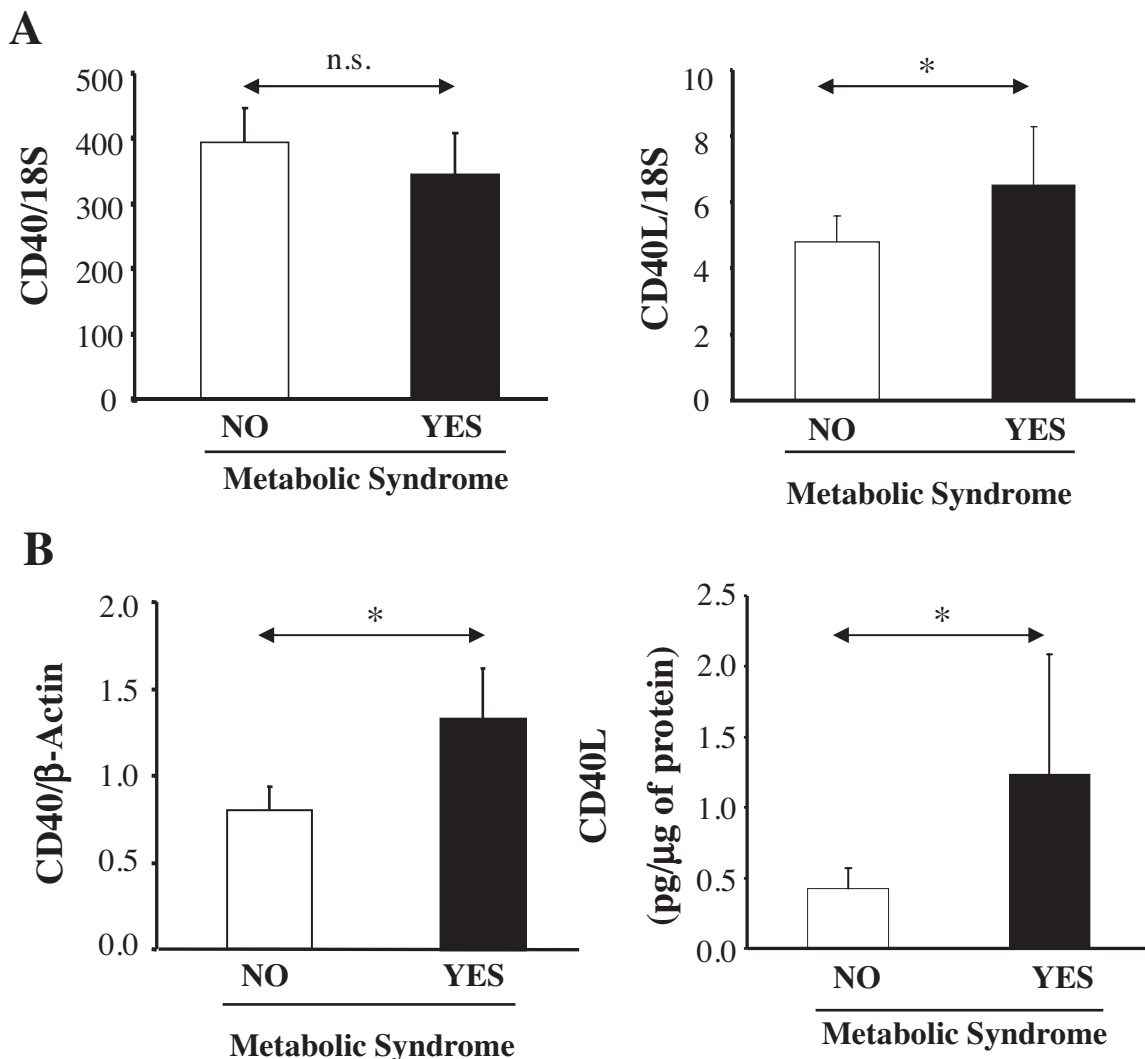 A
n.s.
500
400
300
200
100
0
CD40/18S
NO YES
Metabolic Syndrome
*
10
8
6
4
2
0
CD40L/18S
NO YES
Metabolic Syndrome
B
*
2.0
1.5
1.0
0.5
0.0
CD40/β-Actin
NO YES
Metabolic Syndrome
*
2.5
2.0
1.5
1.0
0.5
0.0
CD40L
(pg/μg of protein)
NO YES
Metabolic Syndrome